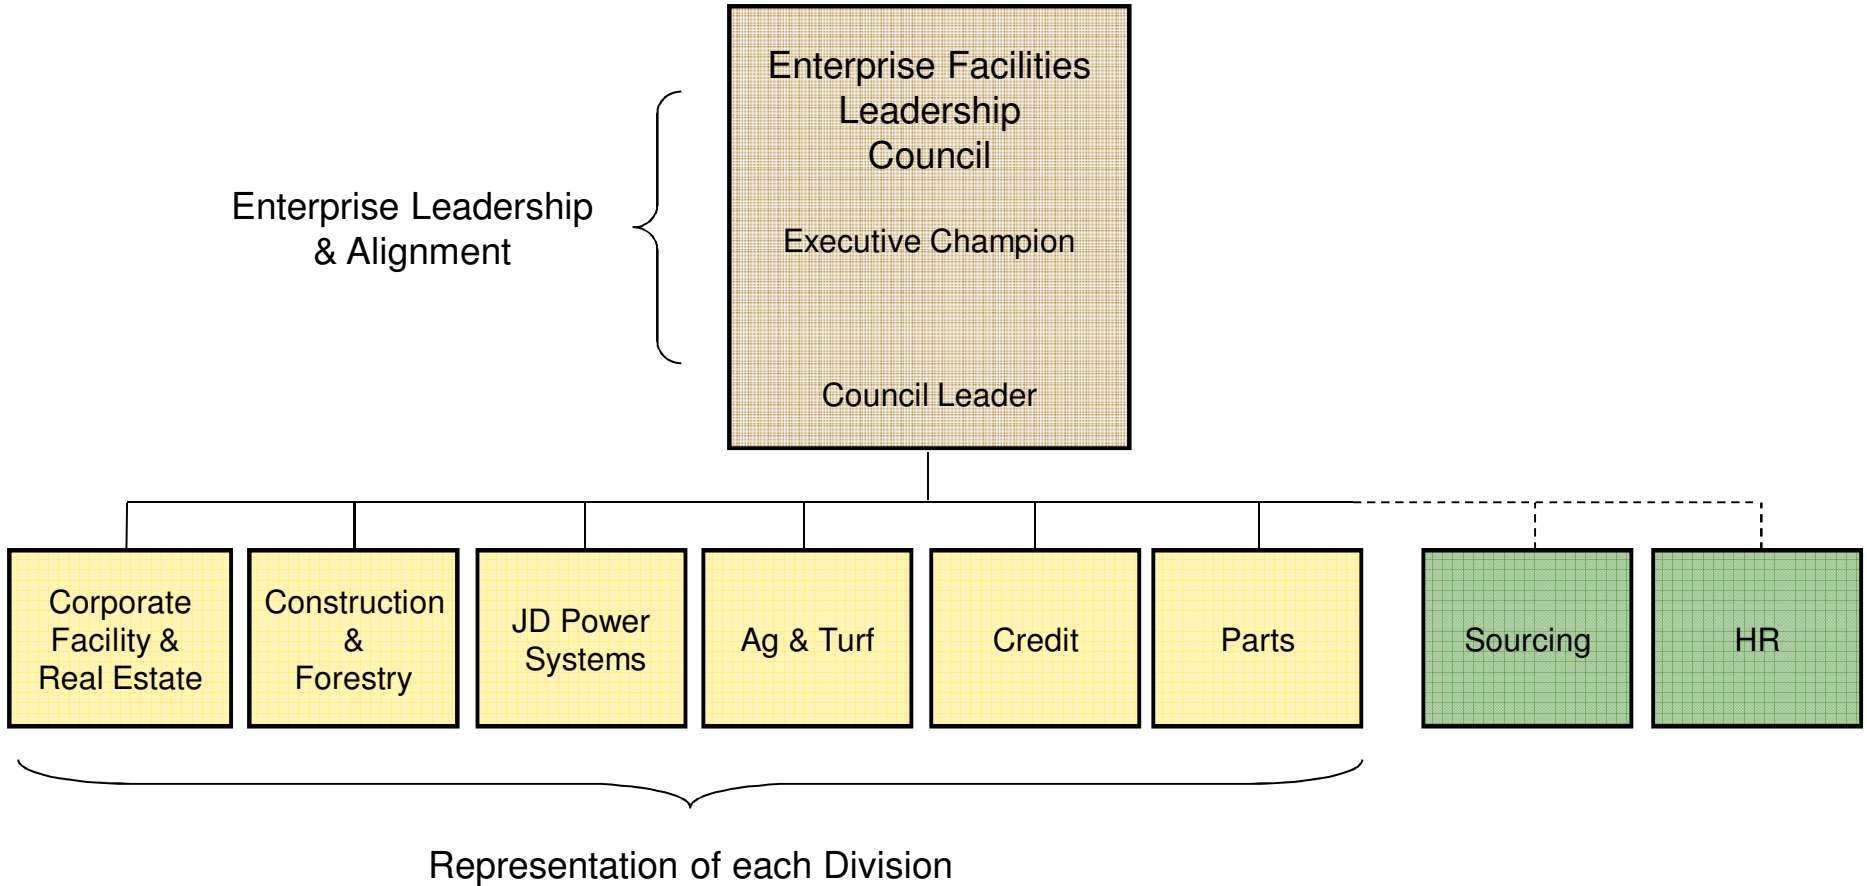 Enterprise Facilities
Leadership
Council
Enterprise Leadership
& Alignment
Executive Champion
Council Leader
Corporate
Facility &
Real Estate
Construction
&
Forestry
JD Power
Systems
Ag & Turf
Credit
Parts
Sourcing
HR
Representation of each Division